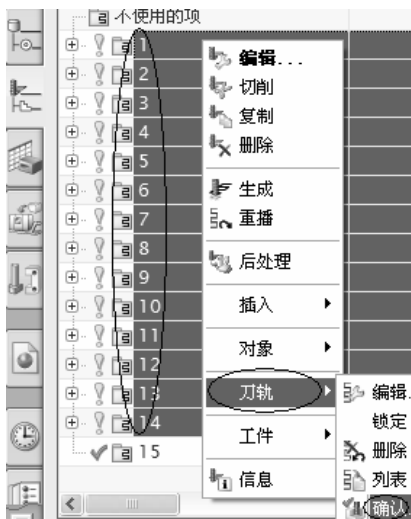 不使用的项
1
2
3
4
5
6
7
8
9
10
11
12
13
14
15
编辑...
切削
复制
删除
生成
重播
后处理
插入
对象
刀轨
工件
信息
编辑.
锁定
删除
列表
确认